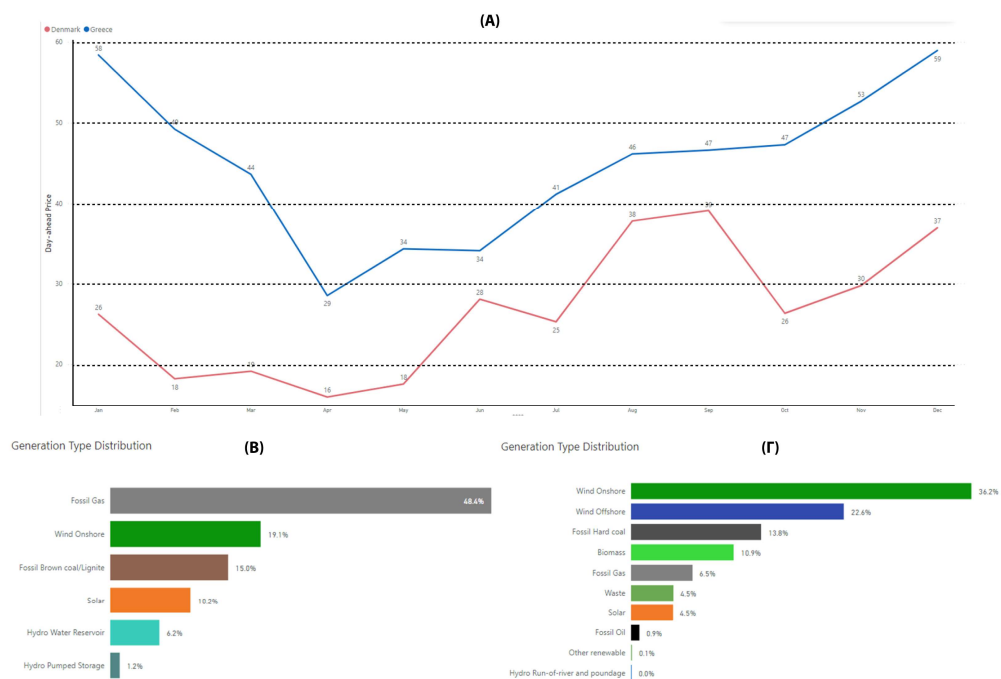 (A)
Denmark Greece
60
50
40
30
20
Day-ahead Price
58
49
44
29
34
34
41
46
47
47
53
59
26
18
19
16
18
28
25
38
39
26
30
37
Jan Feb Mar Apr May Jun Jul Aug Sep Oct Nov Dec
Generation Type Distribution (B)
Fossil Gas 48.4%
Wind Onshore 19.1%
Fossil Brown coal/Lignite 15.0%
Solar 10.2%
Hydro Water Reservoir 6.2%
Hydro Pumped Storage 1.2%
Generation Type Distribution (Γ)
Wind Onshore 36.2%
Wind Offshore 22.6%
Fossil Hard coal 13.8%
Biomass 10.9%
Fossil Gas 6.5%
Waste 4.5%
Solar 4.5%
Fossil Oil 0.9%
Other renewable 0.1%
Hydro Run-of-river and poundage 0.0%